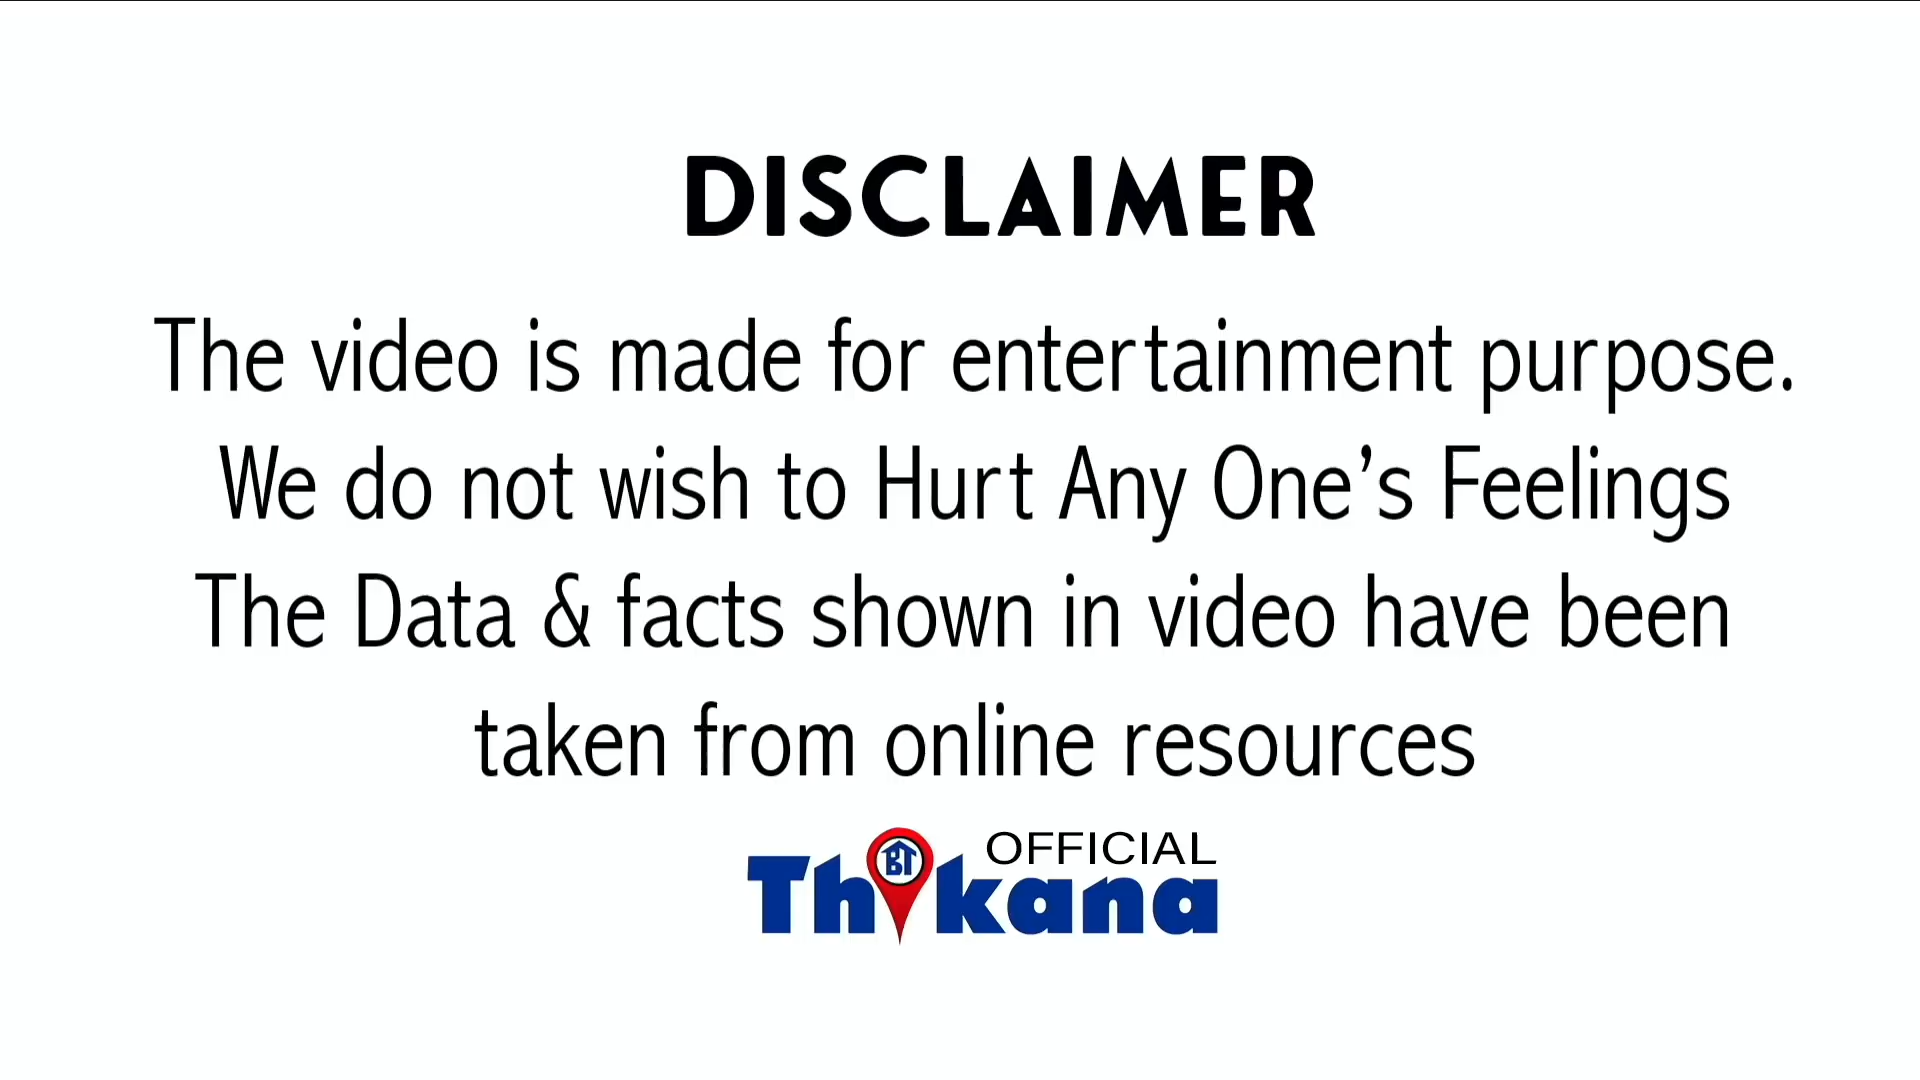 DISCLAIMER
The video is made for entertainment purpose.
We do not wish to Hurt Any One’s Feelings
The Data & facts shown in video have been
taken from online resources
OFFICIAL
BT
Thikana